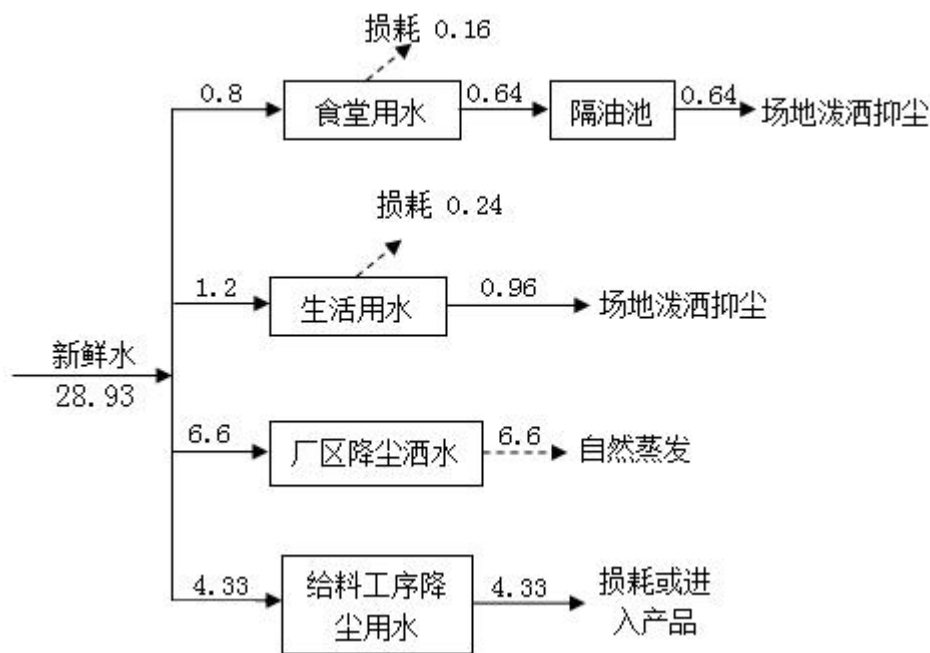 损耗 0.16
0.8
食堂用水
0.64
隔油池
0.64
场地泼洒抑尘
损耗 0.24
1.2
生活用水
0.96
场地泼洒抑尘
新鲜水
28.93
6.6
厂区降尘洒水
6.6
自然蒸发
4.33
给料工序降
尘用水
4.33
损耗或进
入产品